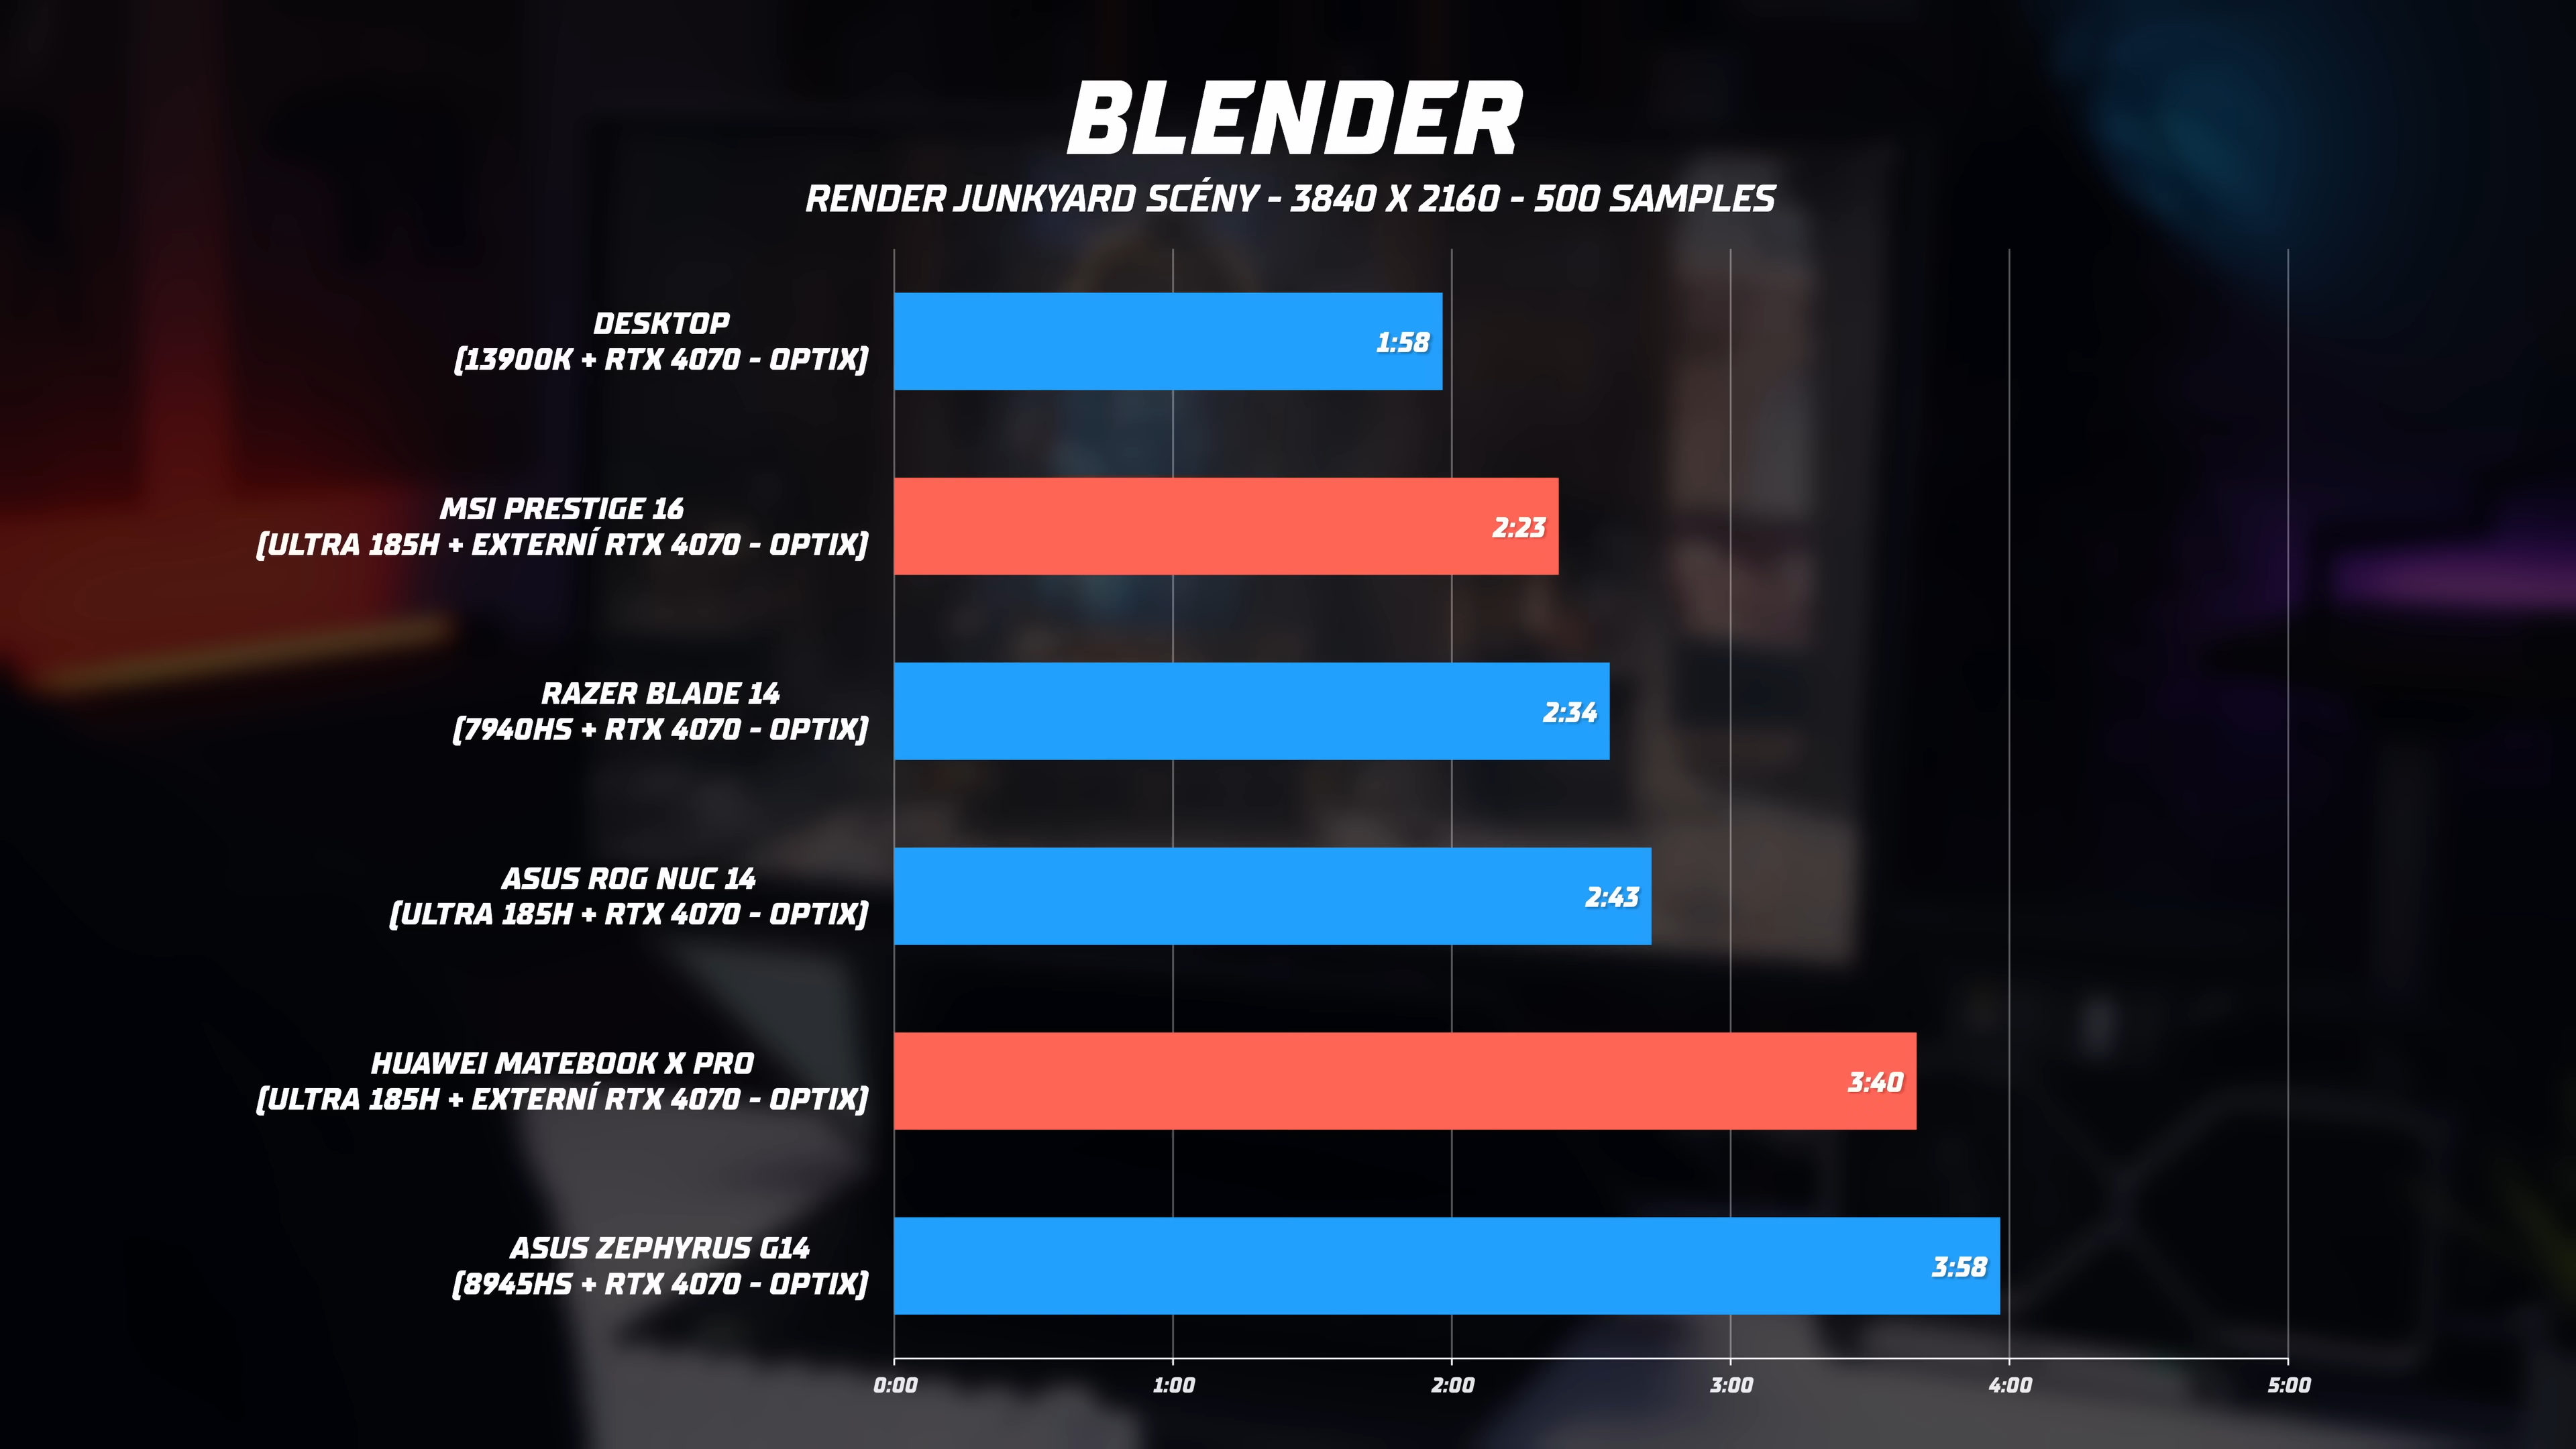 BLENDER
RENDER JUNKYARD SCÉNY - 3840 X 2160 - 500 SAMPLES
DESKTOP
(13900K + RTX 4070 - OPTIX)
1:58
MSI PRESTIGE 16
(ULTRA 185H + EXTERNÍ RTX 4070 - OPTIX)
2:23
RAZER BLADE 14
(7940HS + RTX 4070 - OPTIX)
2:34
ASUS ROG NUC 14
(ULTRA 185H + RTX 4070 - OPTIX)
2:43
HUAWEI MATEBOOK X PRO
(ULTRA 185H + EXTERNÍ RTX 4070 - OPTIX)
3:40
ASUS ZEPHYRUS G14
(8945HS + RTX 4070 - OPTIX)
3:58
0:00 1:00 2:00 3:00 4:00 5:00